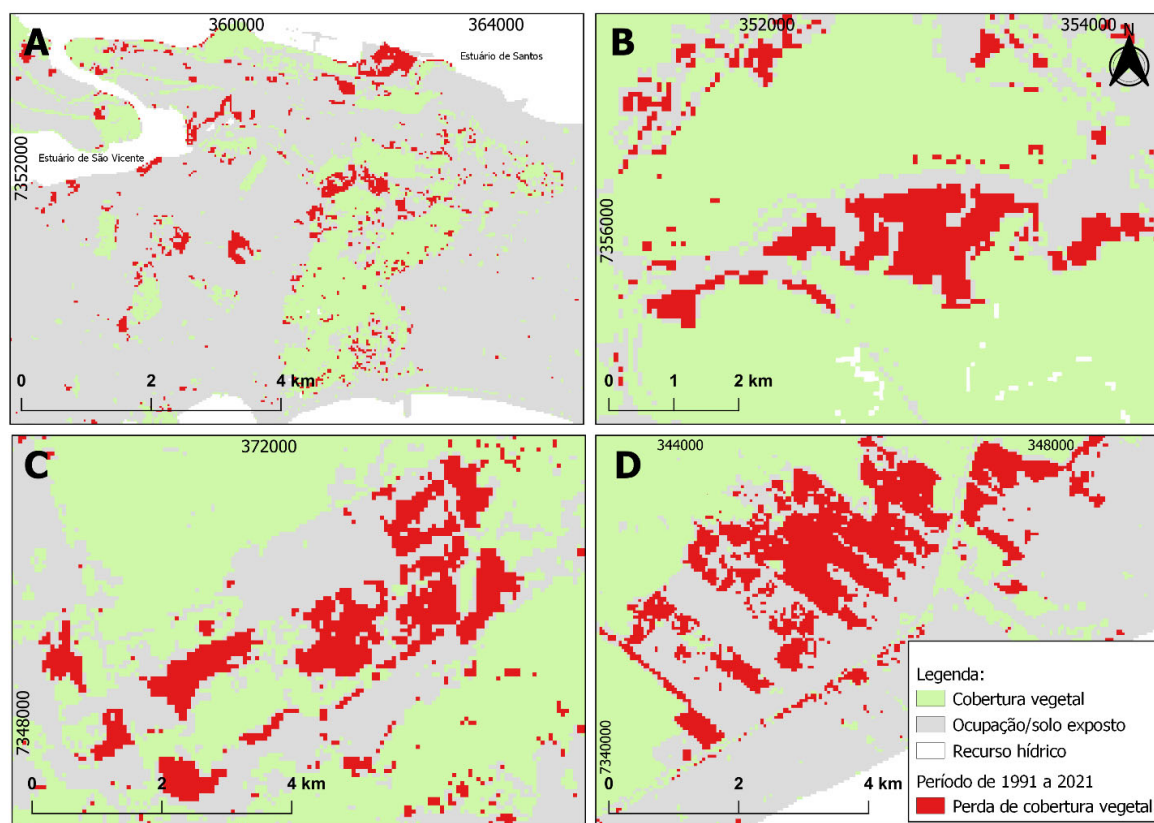 A
360000
364000
Estuário de Santos
Estuário de São Vicente
7352000
0 2 4 km
B
352000
354000
N
7356000
0 1 2 km
C
372000
7348000
0 2 4 km
D
344000
348000
7340000
0 2 4 km
Legenda:
Cobertura vegetal
Ocupação/solo exposto
Recurso hídrico
Período de 1991 a 2021
Perda de cobertura vegetal